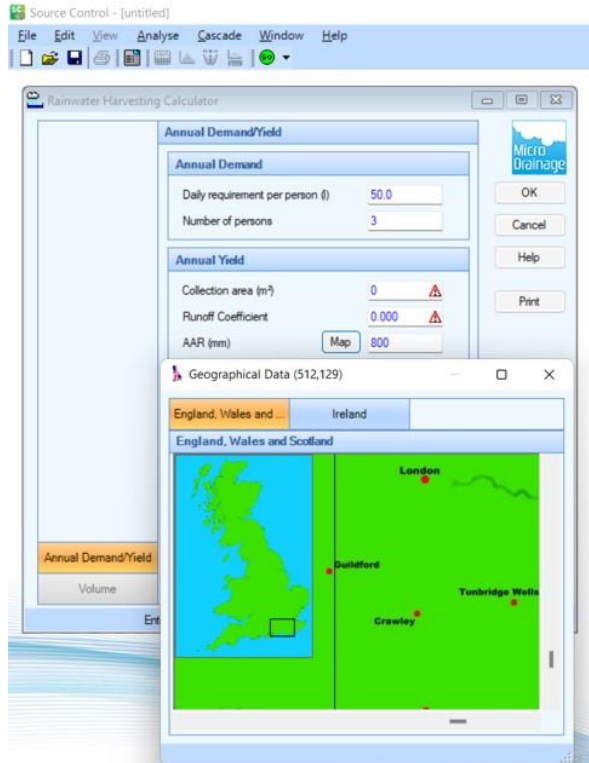 Source Control - [untitled]
File Edit View Analyse Cascade Window Help
GO
Rainwater Harvesting Calculator
Annual Demand/Yield
Micro Drainage
Annual Demand
Daily requirement per person (l) 50.0
OK
Number of persons 3
Cancel
Annual Yield
Help
Collection area (m²) 0
Print
Runoff Coefficient 0.000
AAR (mm) Map 800
Geographical Data (512,129)
England, Wales and ... Ireland
England, Wales and Scotland
London
Guildford
Tunbridge Wells
Crawley
Annual Demand/Yield
Volume